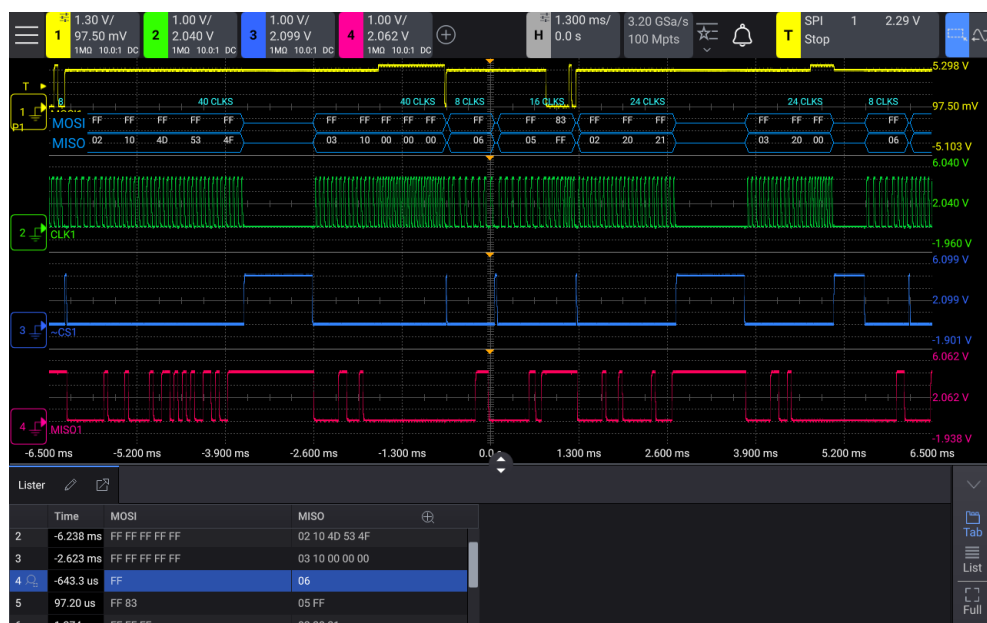 1.30 V/ 1.00 V/ 1.00 V/ 1.00 V/ 1.300 ms/ 3.20 GSa/s SPI 1 2.29 V
1 97.50 mV 2 2.040 V 3 2.099 V 4 2.062 V H 0.0 s 100 Mpts T Stop
1MΩ 10.0:1 DC 1MΩ 10.0:1 DC 1MΩ 10.0:1 DC 1MΩ 10.0:1 DC
5.298 V
T
8 40 CLKS 40 CLKS 8 CLKS 16 CLKS 24 CLKS 24 CLKS 8 CLKS 97.50 mV
1
P1 MOSI FF FF FF FF FF FF FF FF FF FF FF FF 83 FF FF FF FF FF FF FF
MISO 02 10 4D 53 4F 03 10 00 00 00 06 05 FF 02 20 21 03 20 00 06 -5.103 V
6.040 V
2.040 V
2 CLK1
-1.960 V
6.099 V
2.099 V
3 ~CS1
-1.901 V
6.062 V
2.062 V
4 MISO1
-1.938 V
-6.500 ms -5.200 ms -3.900 ms -2.600 ms -1.300 ms 1.300 ms 2.600 ms 3.900 ms 5.200 ms 6.500 ms
Lister
Time MOSI MISO
2 -6.238 ms FF FF FF FF FF 02 10 4D 53 4F
3 -2.623 ms FF FF FF FF FF 03 10 00 00 00
4 -643.3 us FF 06
5 97.20 us FF 83 05 FF
Tab
List
Full